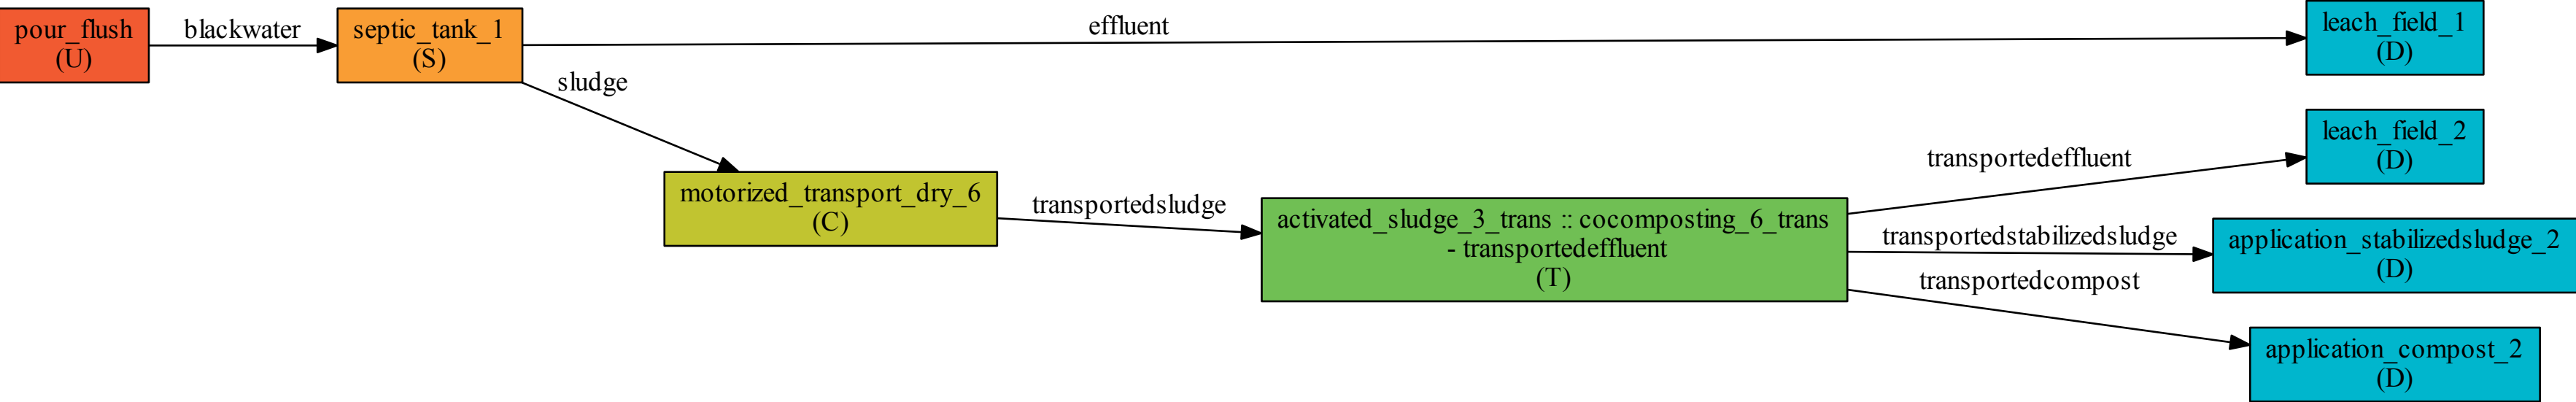 pour_flush
(U)
blackwater
septic_tank_1
(S)
effluent
leach_field_1
(D)
sludge
motorized_transport_dry_6
(C)
transportedsludge
activated_sludge_3_trans :: cocomposting_6_trans
- transportedeffluent
(T)
transportedeffluent
leach_field_2
(D)
transportedstabilizedsludge
application_stabilizedsludge_2
(D)
transportedcompost
application_compost_2
(D)